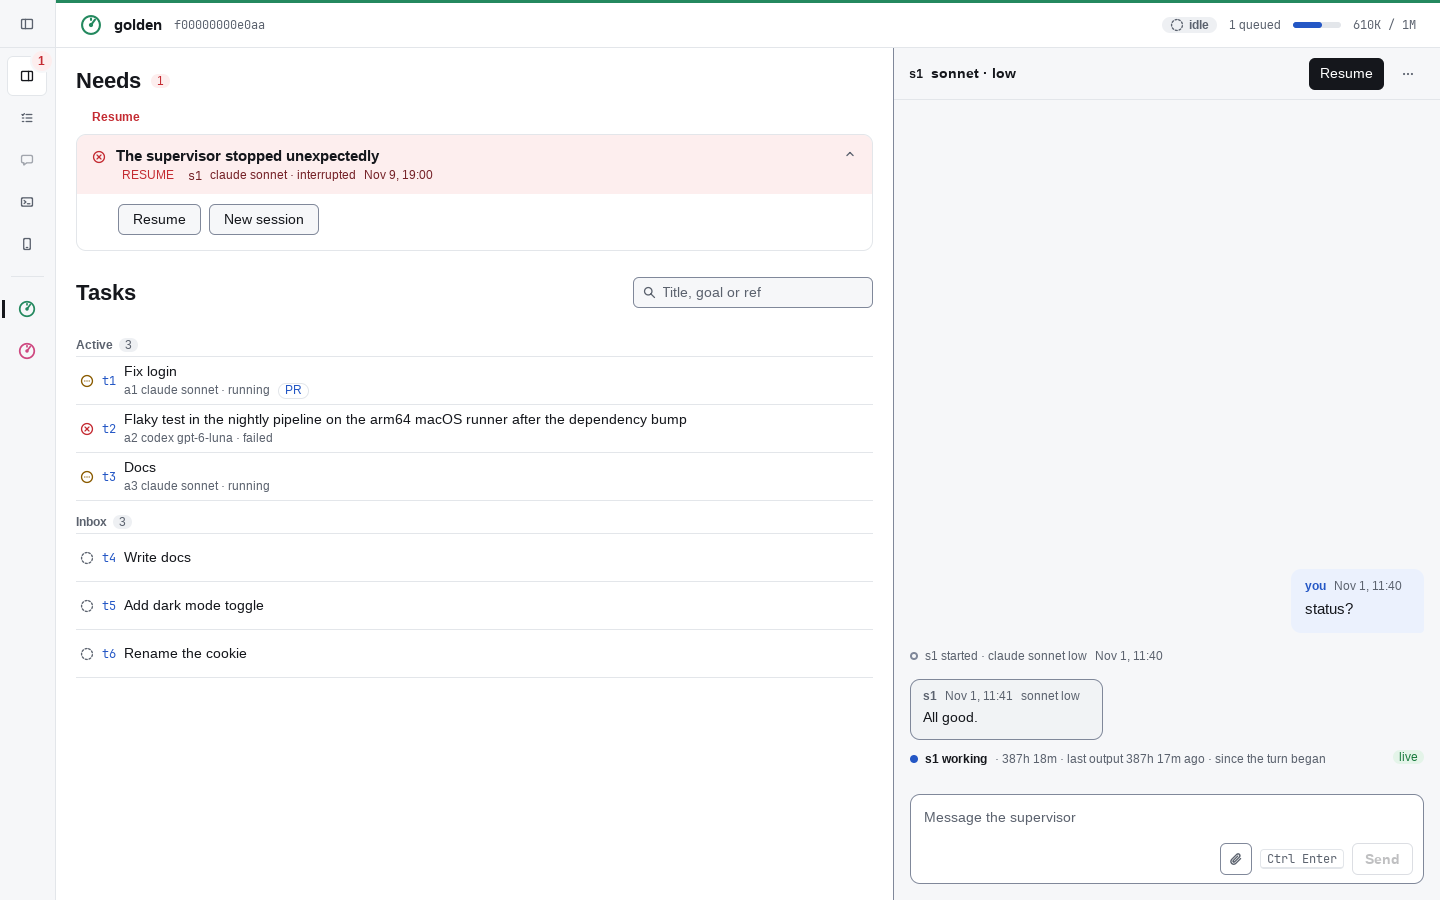 golden f00000000e0aa
idle 1 queued 610K / 1M
1
Needs 1
Resume
The supervisor stopped unexpectedly
RESUME s1 claude sonnet · interrupted Nov 9, 19:00
Resume New session
Tasks
Title, goal or ref
Active 3
t1 Fix login
a1 claude sonnet · running PR
t2 Flaky test in the nightly pipeline on the arm64 macOS runner after the dependency bump
a2 codex gpt-6-luna · failed
t3 Docs
a3 claude sonnet · running
Inbox 3
t4 Write docs
t5 Add dark mode toggle
t6 Rename the cookie
s1 sonnet · low Resume ···
you Nov 1, 11:40
status?
s1 started · claude sonnet low Nov 1, 11:40
s1 Nov 1, 11:41 sonnet low
All good.
s1 working · 387h 18m · last output 387h 17m ago · since the turn began live
Message the supervisor
Ctrl Enter Send